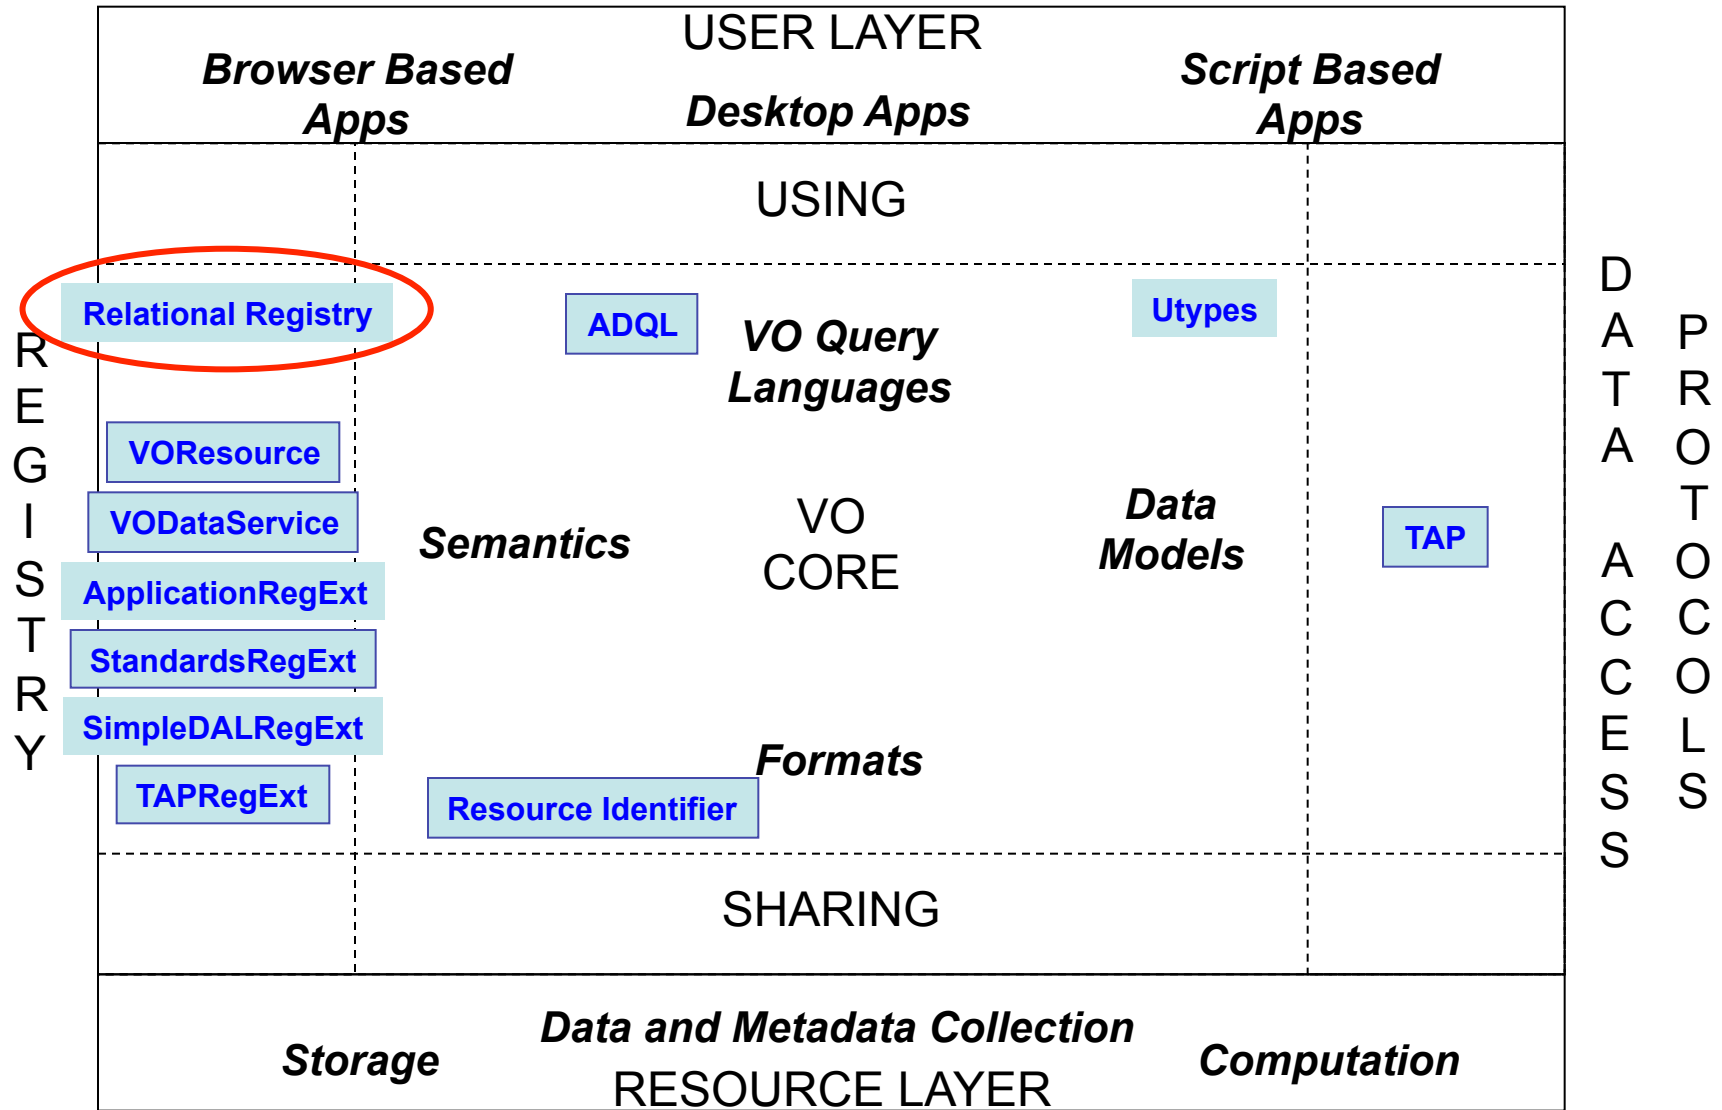 USER LAYER
Browser Based
Apps
Desktop Apps
Script Based
Apps
USING
REGISTRY
Relational Registry
ADQL
VO Query
Languages
Utypes
VOResource
VODataService
ApplicationRegExt
StandardsRegExt
SimpleDALRegExt
TAPRegExt
Semantics
VO
CORE
Data
Models
TAP
Formats
Resource Identifier
DATA ACCESS
PROTOCOLS
SHARING
Storage
Data and Metadata Collection
Computation
RESOURCE LAYER